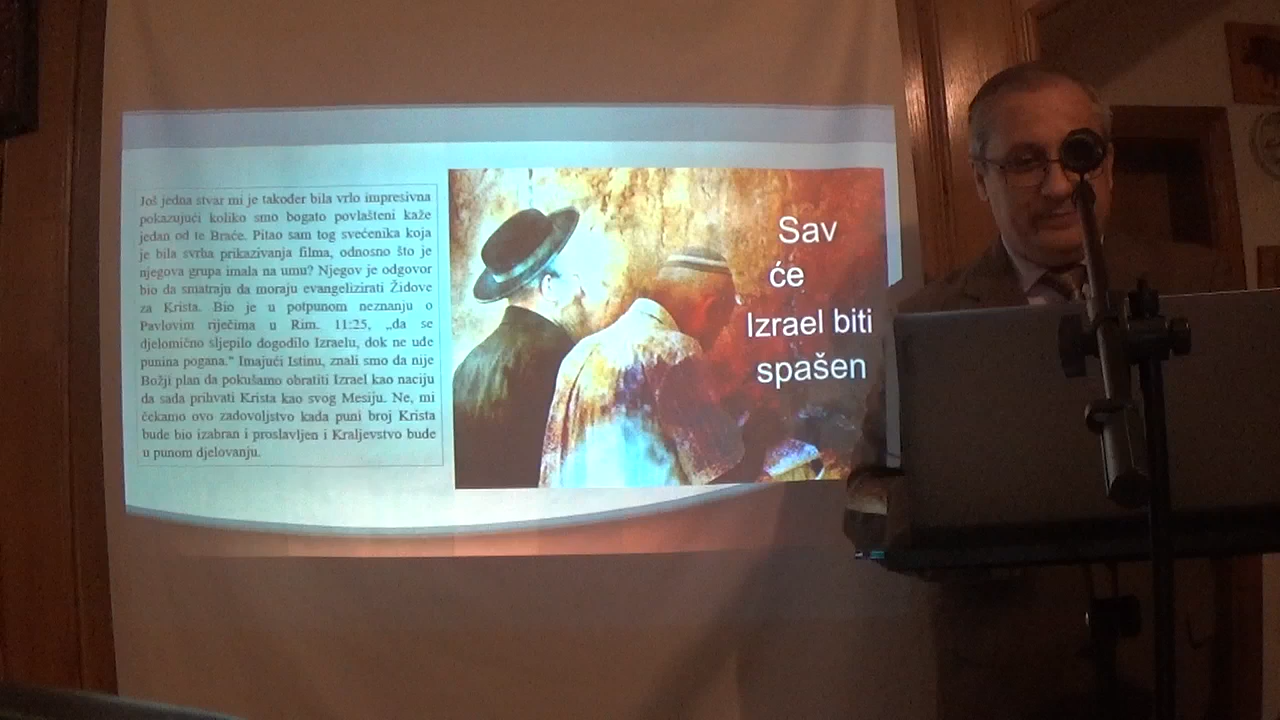 Još jedna stvar mi je također bila vrlo impresivna
pokazujući koliko smo bogato povlašteni kaže
jedan od te Braće. Pitao sam tog svećenika koja
je bila svrha prikazivanja filma, odnosno što je
njegova grupa imala na umu? Njegov je odgovor
bio da smatraju da moraju evangelizirati Židove
za Krista. Bio je u potpunom neznanju o
Pavlovim riječima u Rim. 11:25, „da se
djelomično sljepilo dogodilo Izraelu, dok ne uđe
punina pogana." Imajući Istinu, znali smo da nije
Božji plan da pokušamo obratiti Izrael kao naciju
da sada prihvati Krista kao svog Mesiju. Ne, mi
čekamo ovo zadovoljstvo kada puni broj Krista
bude bio izabran i proslavljen i Kraljevstvo bude
u punom djelovanju.
Sav
će
Izrael biti
spašen